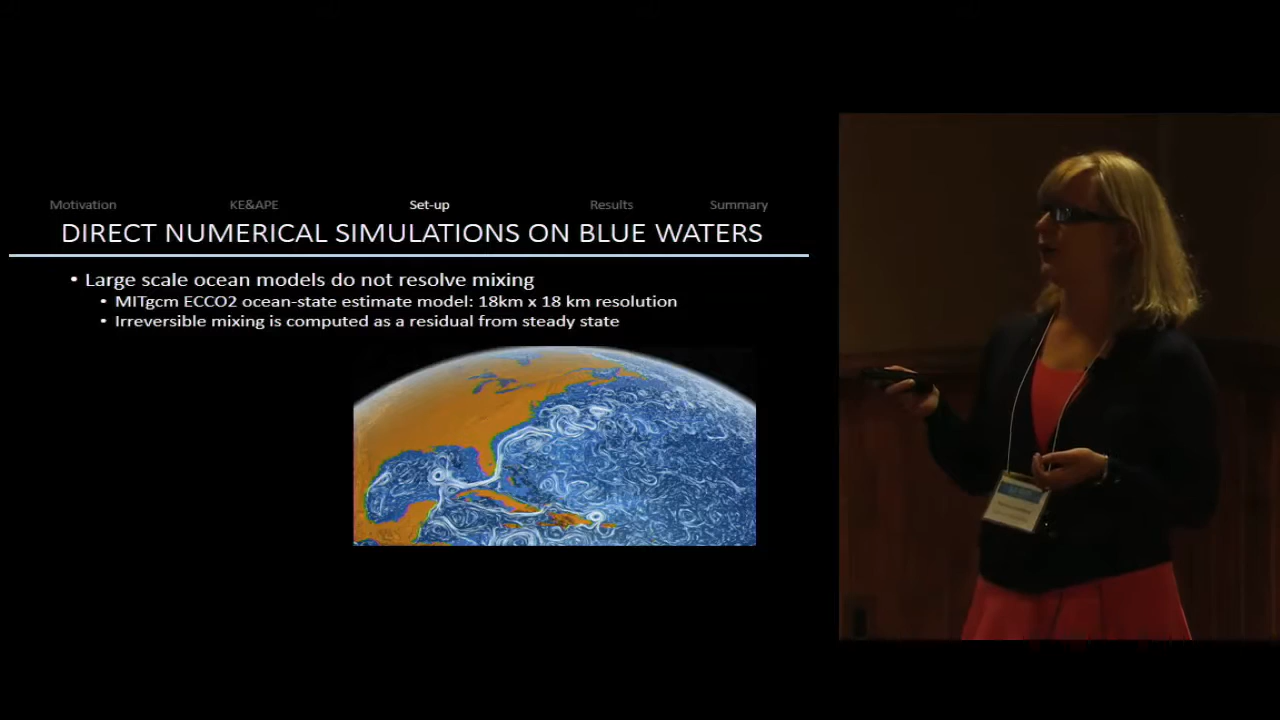 Motivation KE&APE Set-up Results Summary
DIRECT NUMERICAL SIMULATIONS ON BLUE WATERS
• Large scale ocean models do not resolve mixing
• MITgcm ECCO2 ocean-state estimate model: 18km x 18 km resolution
• Irreversible mixing is computed as a residual from steady state